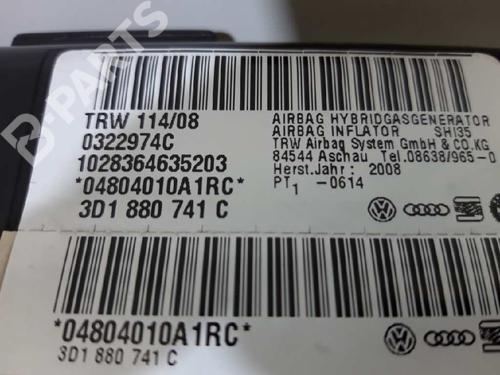 B-PARTS
TRW 114/08
0322974C
1028364635203
*04804010A1RC*
3D1 880 741 C
AIRBAG HYBRIDGASGENERATOR
AIRBAG INFLATOR SHI35
TRW Airbag System GmbH & CO.KG
84544 Aschau Tel.08638/965-0
Herst.Jahr: 2008
PT1 -0614
*04804010A1RC*
3D1 880 741 C